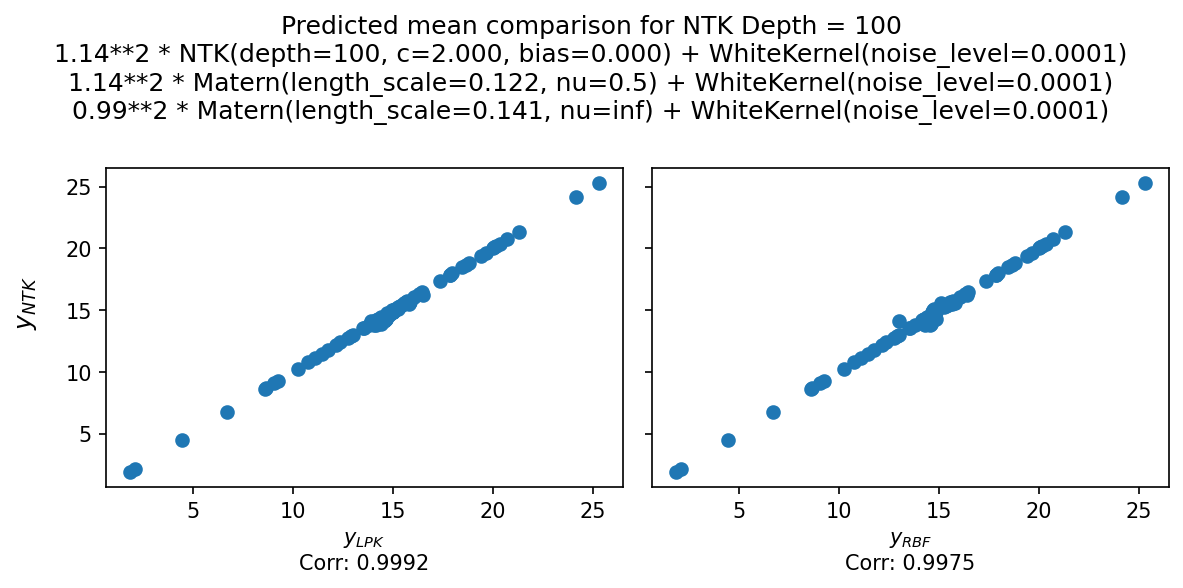 Predicted mean comparison for NTK Depth = 100
1.14**2 * NTK(depth=100, c=2.000, bias=0.000) + WhiteKernel(noise_level=0.0001)
1.14**2 * Matern(length_scale=0.122, nu=0.5) + WhiteKernel(noise_level=0.0001)
0.99**2 * Matern(length_scale=0.141, nu=inf) + WhiteKernel(noise_level=0.0001)
y_NTK
25
20
15
10
5
5 10 15 20 25
y_LPK
Corr: 0.9992
5 10 15 20 25
y_RBF
Corr: 0.9975